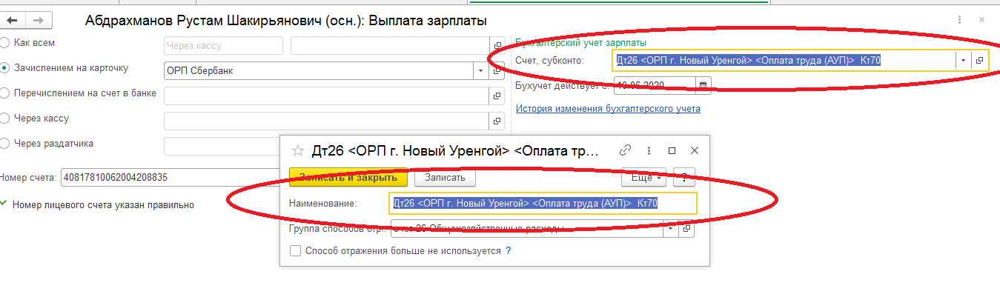 Абдрахманов Рустам Шакирьянович (осн.): Выплата зарплаты
Как всем
Через кассу
Зачислением на карточку
ОРП Сбербанк
Перечислением на счет в банке
Через кассу
Через раздатчика
Номер счета:
40817810062004208835
Номер лицевого счета указан правильно
Бухгалтерский учет зарплаты
Счет, субконто:
Дт26 <ОРП г. Новый Уренгой> <Оплата труда (АУП)> Кт70
Бухучет действует с:
10.06.2020
История изменения бухгалтерского учета
Дт26 <ОРП г. Новый Уренгой> <Оплата тр...
Записать и закрыть
Записать
Еще
?
Наименование:
Дт26 <ОРП г. Новый Уренгой> <Оплата труда (АУП)> Кт70
Группа способов отр..:
Счет 26 Общехозяйственные расходы
Способ отражения больше не используется ?